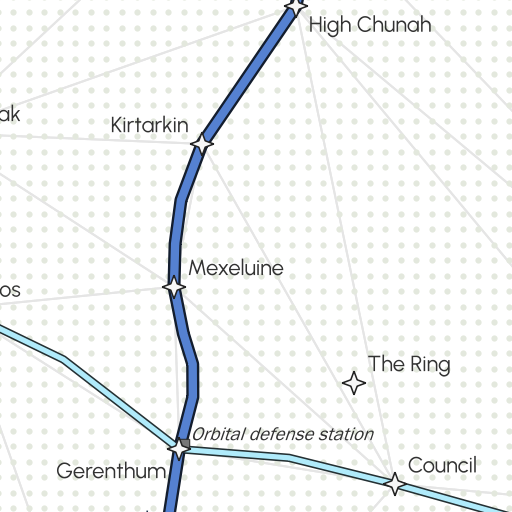 High Chunah
ak
Kirtarkin
Mexeluine
os
The Ring
Orbital defense station
Gerenthum
Council